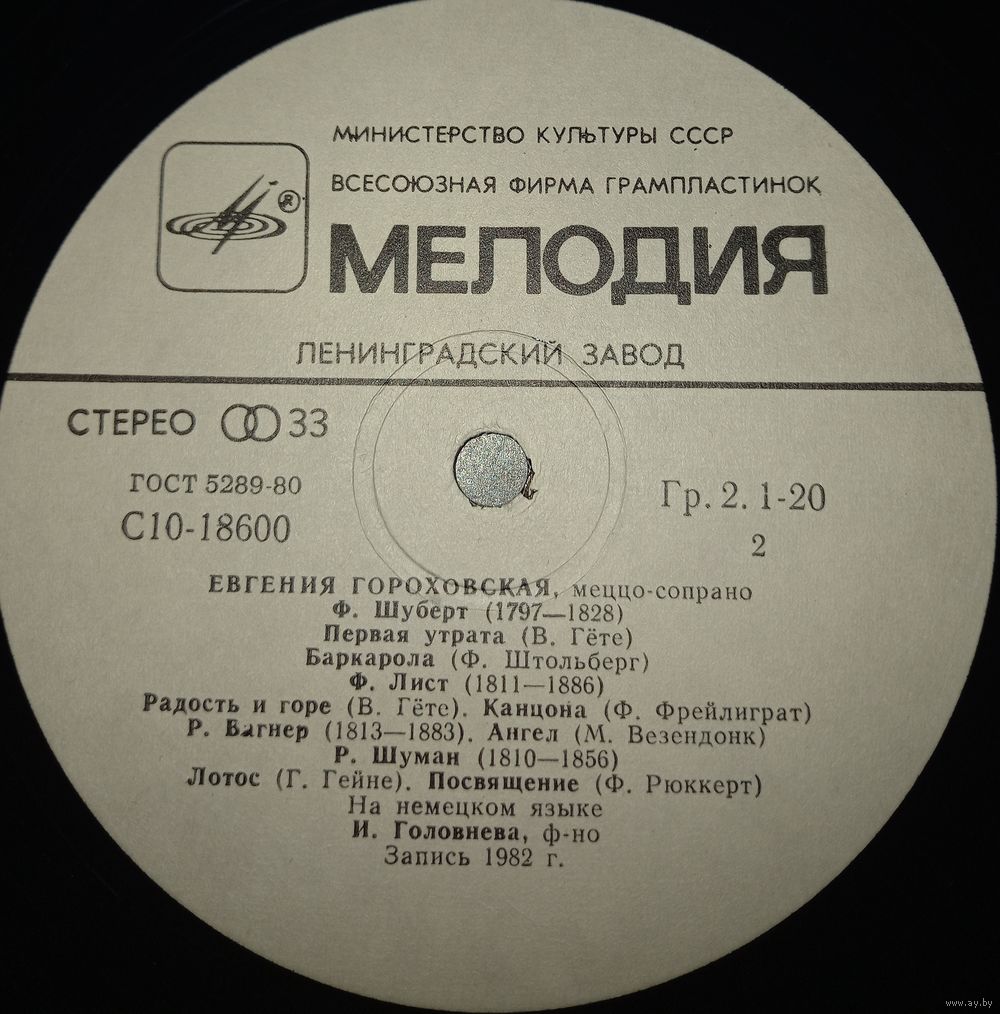 МИНИСТЕРСТВО КУЛЬТУРЫ СССР
ВСЕСОЮЗНАЯ ФИРМА ГРАМПЛАСТИНОК
®
МЕЛОДИЯ
ЛЕНИНГРАДСКИЙ ЗАВОД
СТЕРЕО 33
ГОСТ 5289-80
С10-18600
Гр. 2. 1-20
2
ЕВГЕНИЯ ГОРОХОВСКАЯ, меццо-сопрано
Ф. Шуберт (1797—1828)
Первая утрата (В. Гёте)
Баркарола (Ф. Штольберг)
Ф. Лист (1811—1886)
Радость и горе (В. Гёте). Канцона (Ф. Фрейлиграт)
Р. Вагнер (1813—1883). Ангел (М. Везендонк)
Р. Шуман (1810—1856)
Лотос (Г. Гейне). Посвящение (Ф. Рюккерт)
На немецком языке
И. Головнева, ф-но
Запись 1982 г.
www.ay.by